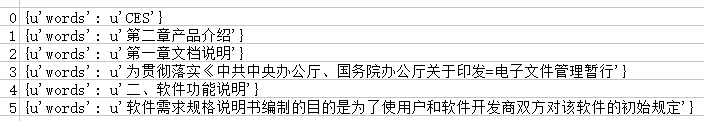 0 {u'words': u'CES'}
1 {u'words': u'第二章产品介绍'}
2 {u'words': u'第一章文档说明'}
3 {u'words': u'为贯彻落实《中共中央办公厅、国务院办公厅关于印发=电子文件管理暂行'}
4 {u'words': u'二、软件功能说明'}
5 {u'words': u'软件需求规格说明书编制的目的是为了使用户和软件开发商双方对该软件的初始规定'}